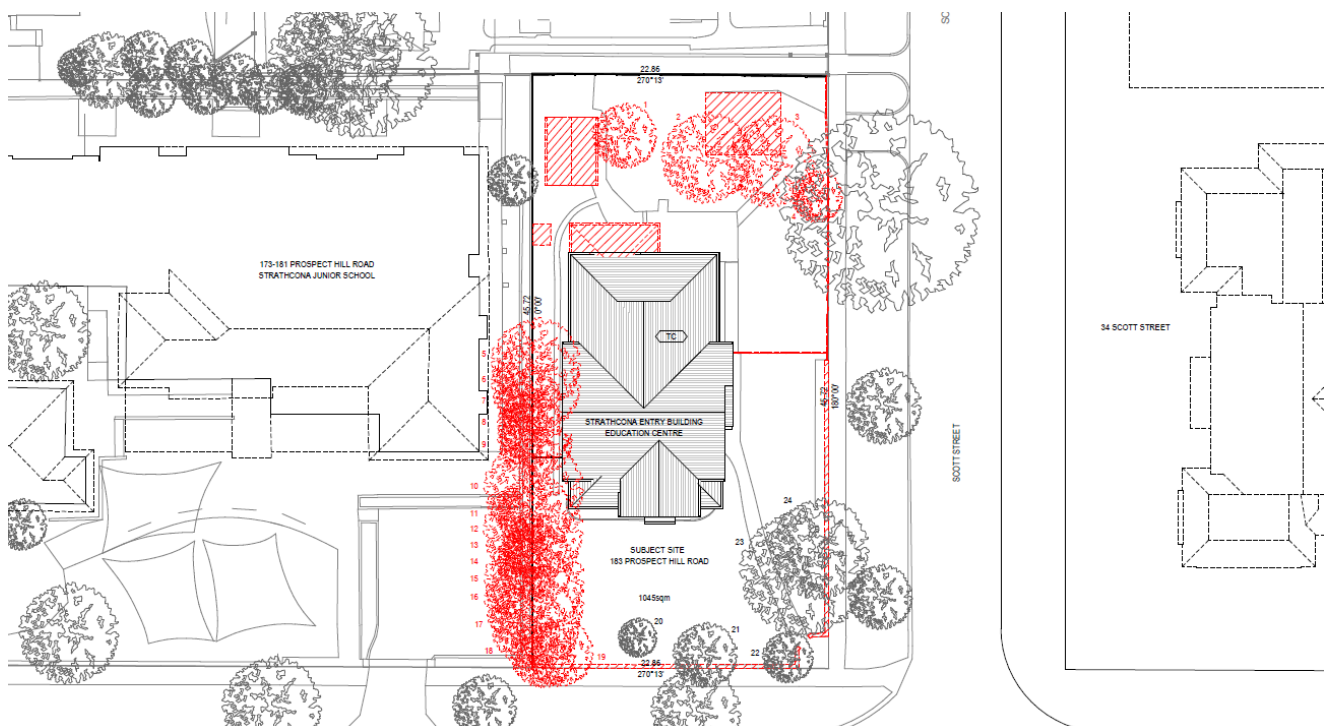 SC
22.86
270°13'
1
2
3
4
173-181 PROSPECT HILL ROAD
STRATHCONA JUNIOR SCHOOL
45.72
0°00'
TC
34 SCOTT STREET
5
6
7
8
9
45.72
180°00'
STRATHCONA ENTRY BUILDING
EDUCATION CENTRE
SCOTT STREET
10
11
12
13
14
15
16
17
18
19
24
23
SUBJECT SITE
183 PROSPECT HILL ROAD
1045sqm
20
21
22
22.86
270°13'